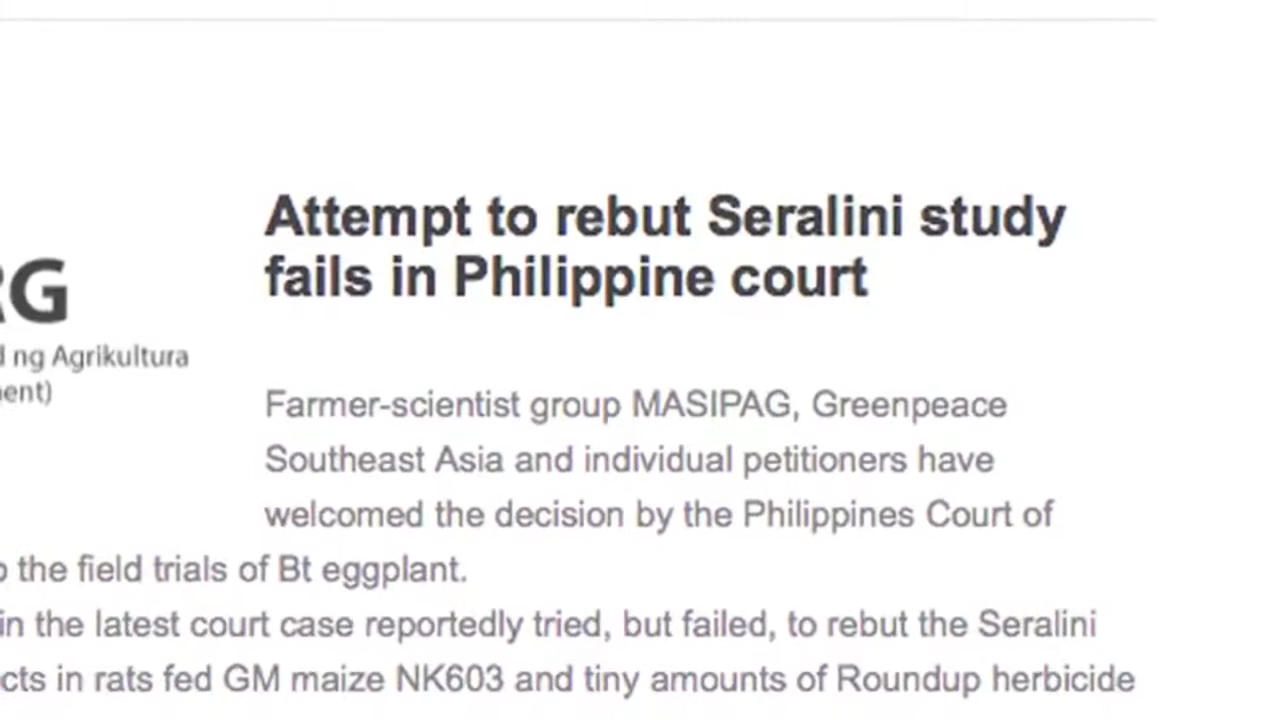 Attempt to rebut Seralini study
fails in Philippine court
RG
ng Agrikultura
Farmer-scientist group MASIPAG, Greenpeace
Southeast Asia and individual petitioners have
welcomed the decision by the Philippines Court of
the field trials of Bt eggplant.
in the latest court case reportedly tried, but failed, to rebut the Seralini
in rats fed GM maize NK603 and tiny amounts of Roundup herbicide